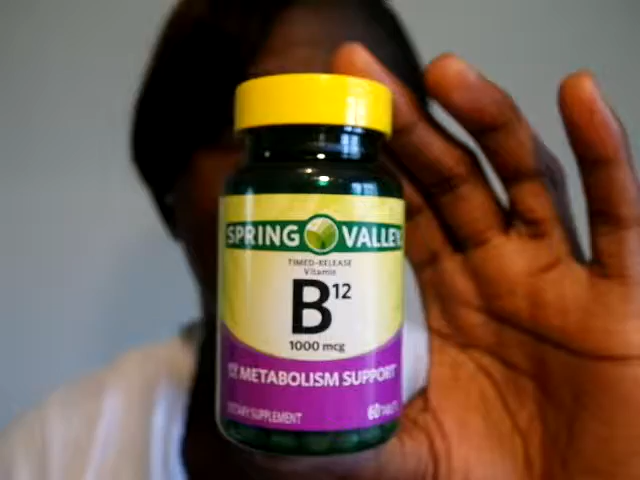 SPRING VALLEY
TIMED-RELEASE
Vitamin
B12
1000 mcg
METABOLISM SUPPORT
DIETARY SUPPLEMENT
60 TABLETS